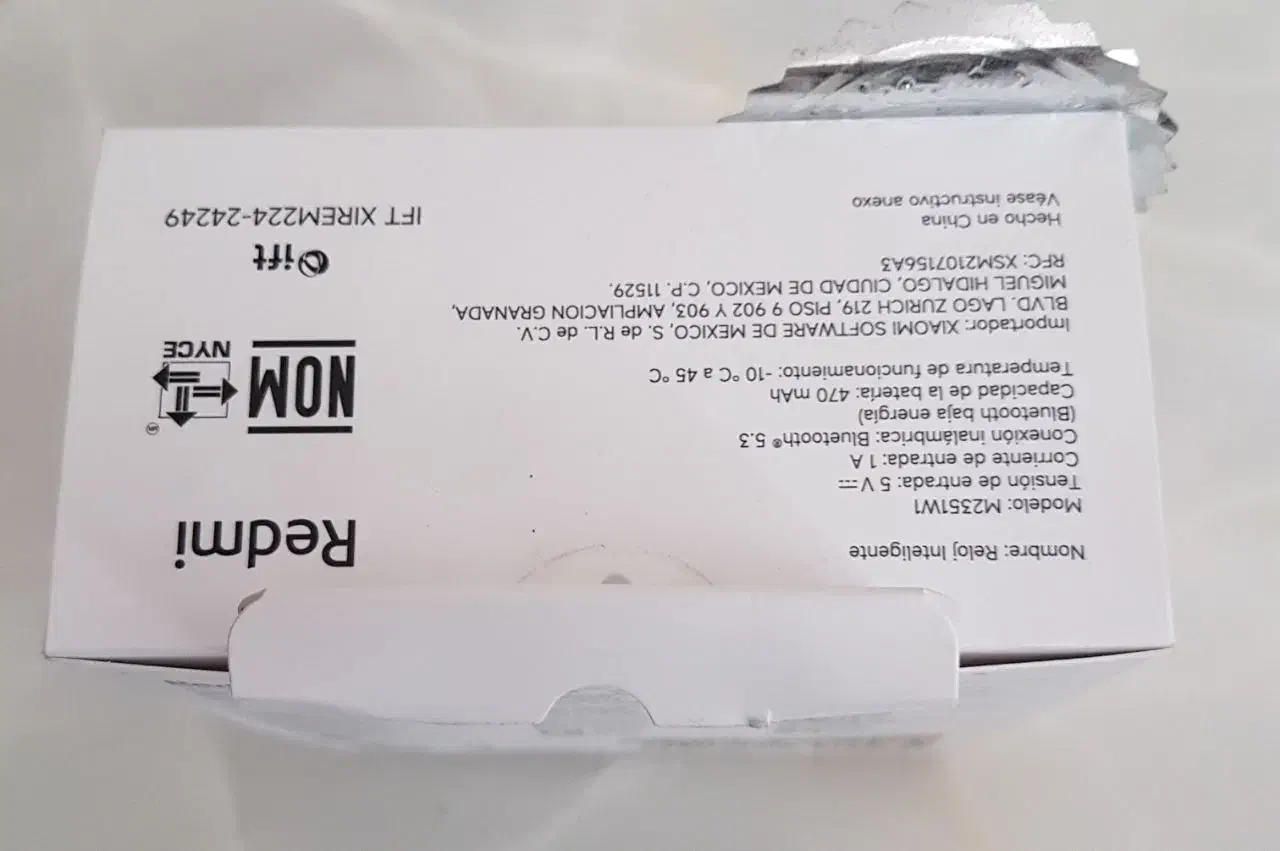 Redmi
Nombre: Reloj Inteligente
Modelo: M2351W1
Tensión de entrada: 5 V⎓
Corriente de entrada: 1 A
Conexión inalámbrica: Bluetooth® 5.3
(Bluetooth baja energía)
Capacidad de la batería: 470 mAh
Temperatura de funcionamiento: -10 °C a 45 °C
Importador: XIAOMI SOFTWARE DE MEXICO, S. de R.L. de C.V.
BLVD. LAGO ZURICH 219, PISO 9 902 Y 903, AMPLIACION GRANADA,
MIGUEL HIDALGO, CIUDAD DE MEXICO, C.P. 11529.
RFC: XSM2107156A3
Hecho en China
Véase instructivo anexo
NOM
MR
NYCE
ift
IFT XIREM224-24249